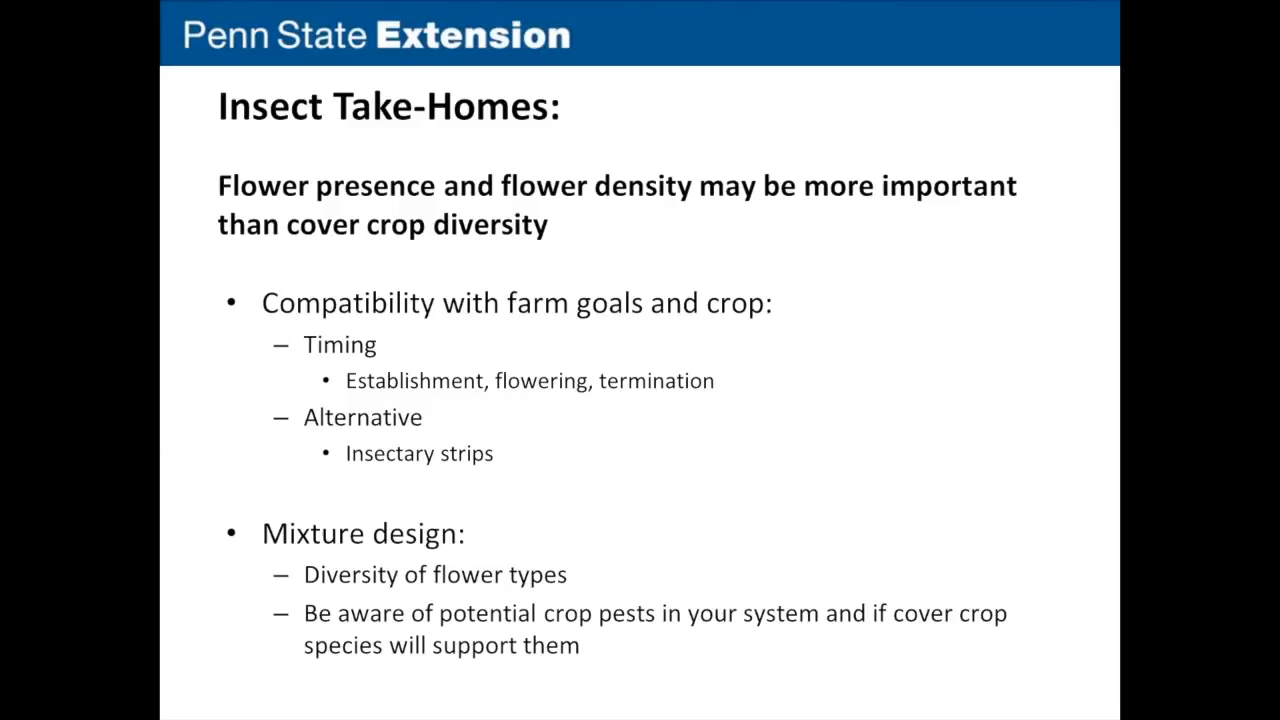 Penn State Extension
Insect Take-Homes:
Flower presence and flower density may be more important
than cover crop diversity
• Compatibility with farm goals and crop:
– Timing
• Establishment, flowering, termination
– Alternative
• Insectary strips
• Mixture design:
– Diversity of flower types
– Be aware of potential crop pests in your system and if cover crop
species will support them